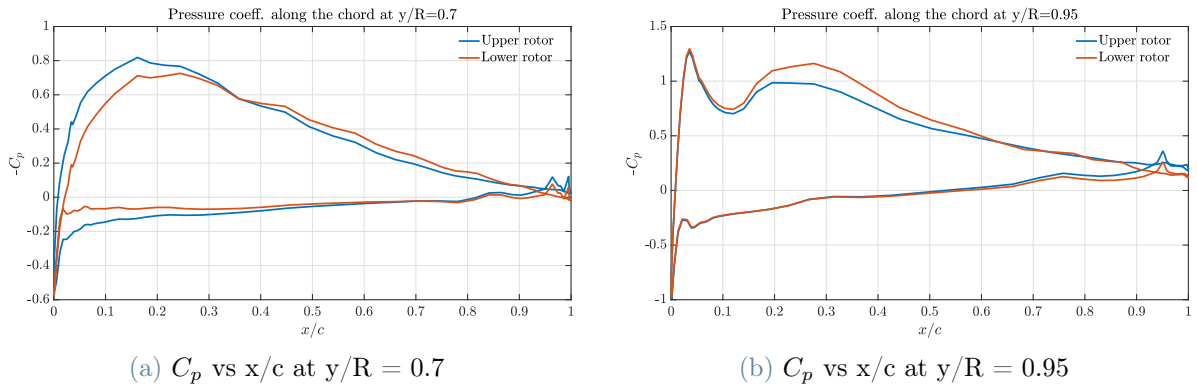 Pressure coeff. along the chord at y/R=0.7
1
0.8
0.6
0.4
0.2
0
-0.2
-0.4
-0.6
-Cp
Upper rotor
Lower rotor
0 0.1 0.2 0.3 0.4 0.5 0.6 0.7 0.8 0.9 1
x/c
(a) Cp vs x/c at y/R = 0.7
Pressure coeff. along the chord at y/R=0.95
1.5
1
0.5
0
-0.5
-1
-Cp
Upper rotor
Lower rotor
0 0.1 0.2 0.3 0.4 0.5 0.6 0.7 0.8 0.9 1
x/c
(b) Cp vs x/c at y/R = 0.95